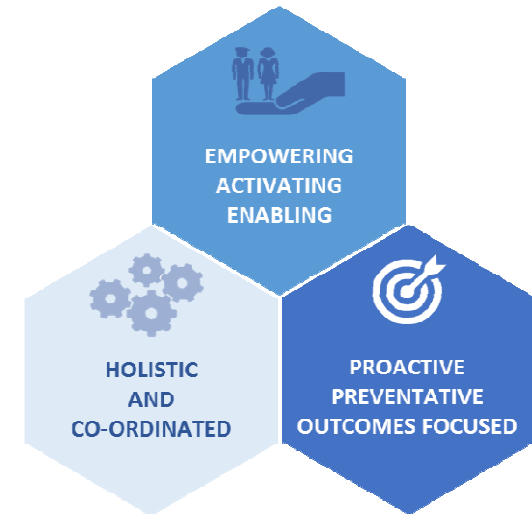 EMPOWERING
ACTIVATING
ENABLING
HOLISTIC
AND
CO-ORDINATED
PROACTIVE
PREVENTATIVE
OUTCOMES FOCUSED